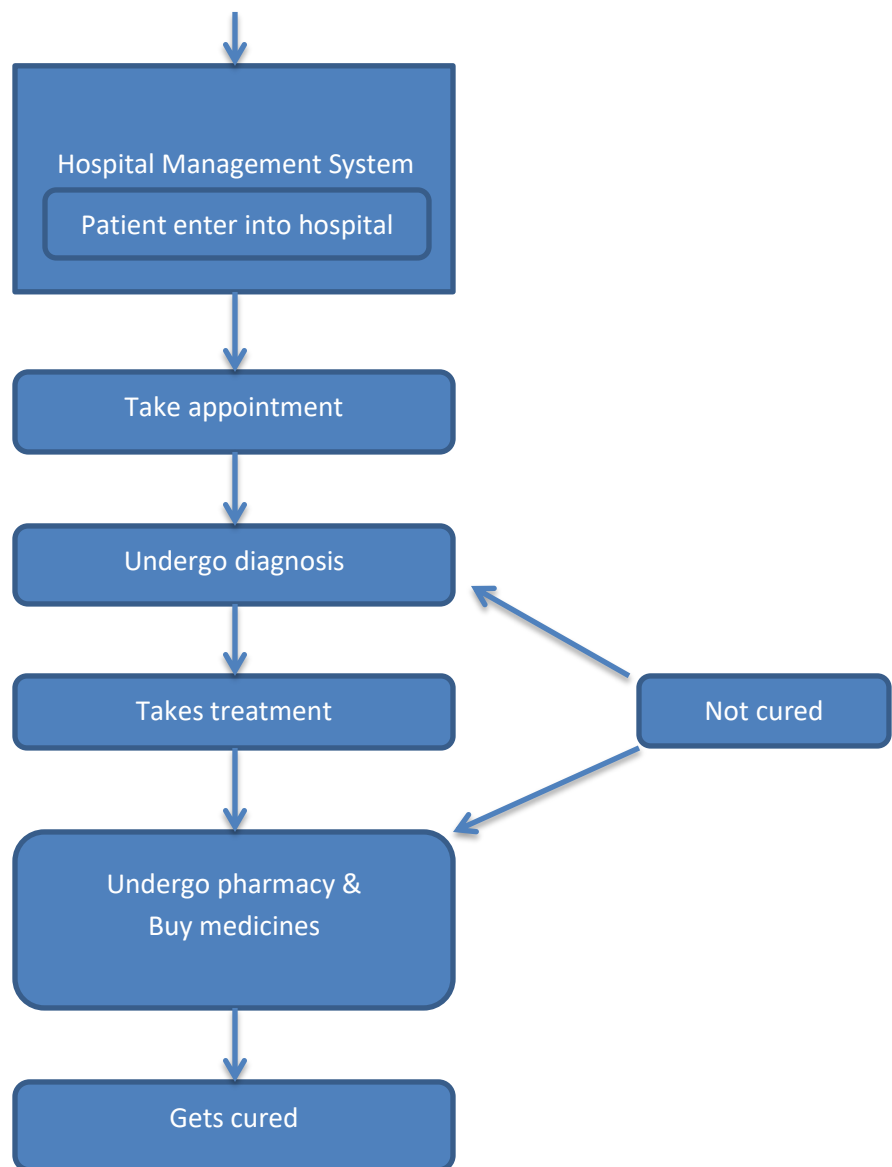 Hospital Management System
Patient enter into hospital
Take appointment
Undergo diagnosis
Takes treatment
Not cured
Undergo pharmacy &
Buy medicines
Gets cured